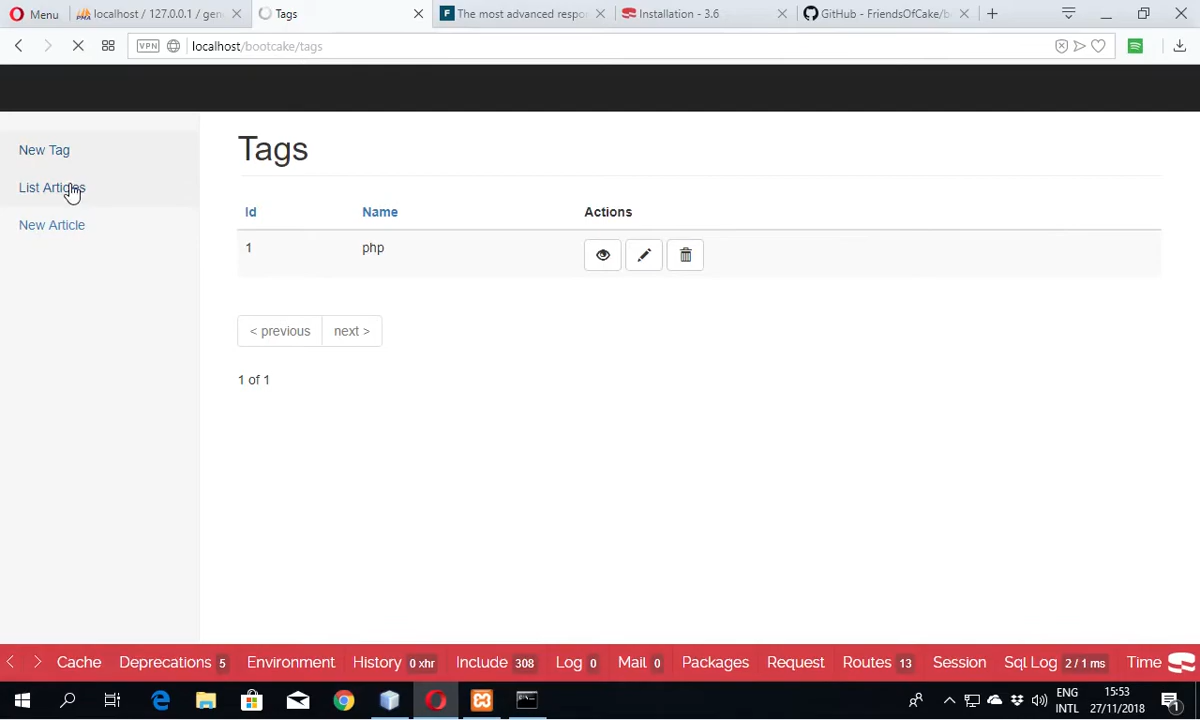 Menu
localhost / 127.0.0.1 / gen
Tags
The most advanced respo
Installation - 3.6
GitHub - FriendsOfCake/b
VPN
localhost/bootcake/tags
New Tag
List Articles
New Article
Tags
Id Name Actions
1 php
< previous next >
1 of 1
Cache Deprecations 5 Environment History 0 xhr Include 308 Log 0 Mail 0 Packages Request Routes 13 Session Sql Log 2 / 1 ms Time
ENG
INTL
15:53
27/11/2018